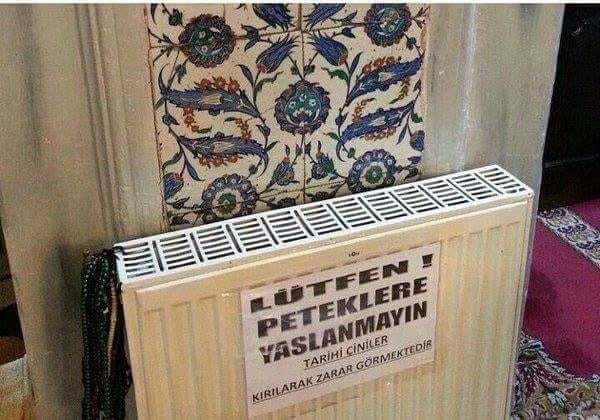 LÜTFEN !
PETEKLERE
YASLANMAYIN
TARİHİ ÇİNİLER
KIRILARAK ZARAR GÖRMEKTEDİR